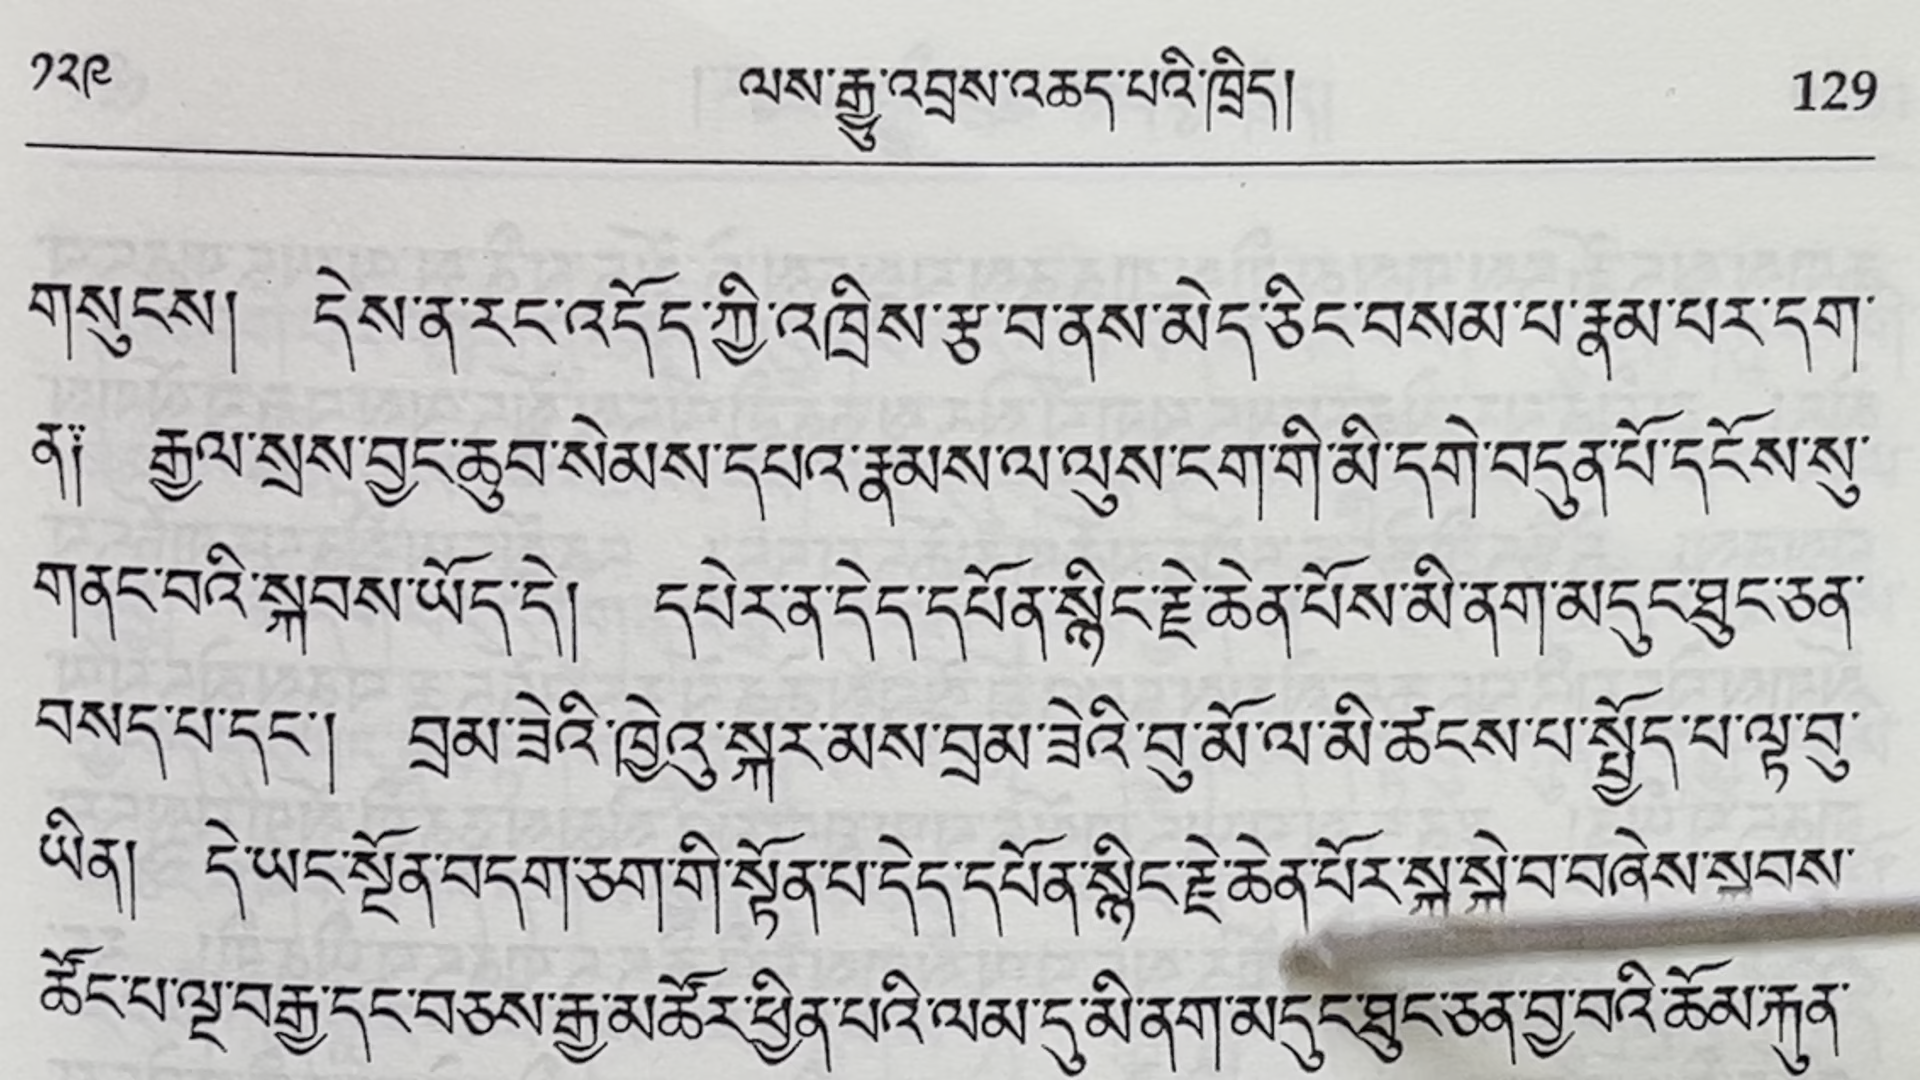 ༡༢༩ ལས་རྒྱུ་འབྲས་འཆད་པའི་ཁྲིད། 129
གསུངས། དེས་ན་རང་འདོད་ཀྱི་འཁྲིས་རྩ་བ་ནས་མེད་ཅིང་བསམ་པ་རྣམ་པར་དག་
ན༑ རྒྱལ་སྲས་བྱང་ཆུབ་སེམས་དཔའ་རྣམས་ལ་ལུས་ངག་གི་མི་དགེ་བདུན་པོ་དངོས་སུ་
གནང་བའི་སྐབས་ཡོད་དེ། དཔེར་ན་དེད་དཔོན་སྙིང་རྗེ་ཆེན་པོས་མི་ནག་མདུང་ཐུང་ཅན་
བསད་པ་དང་། བྲམ་ཟེའི་ཁྱེའུ་སྐར་མས་བྲམ་ཟེའི་བུ་མོ་ལ་མི་ཚངས་པ་སྤྱོད་པ་ལྟ་བུ་
ཡིན། དེ་ཡང་སྔོན་བདག་ཅག་གི་སྟོན་པ་དེད་དཔོན་སྙིང་རྗེ་ཆེན་པོར་སྐུ་སྐྱེ་བ་བཞེས་སྐབས་
ཚོང་པ་ལྔ་བརྒྱ་དང་བཅས་རྒྱ་མཚོར་ཕྱིན་པའི་ལམ་དུ་མི་ནག་མདུང་ཐུང་ཅན་བྱ་བའི་ཆོམ་རྐུན་